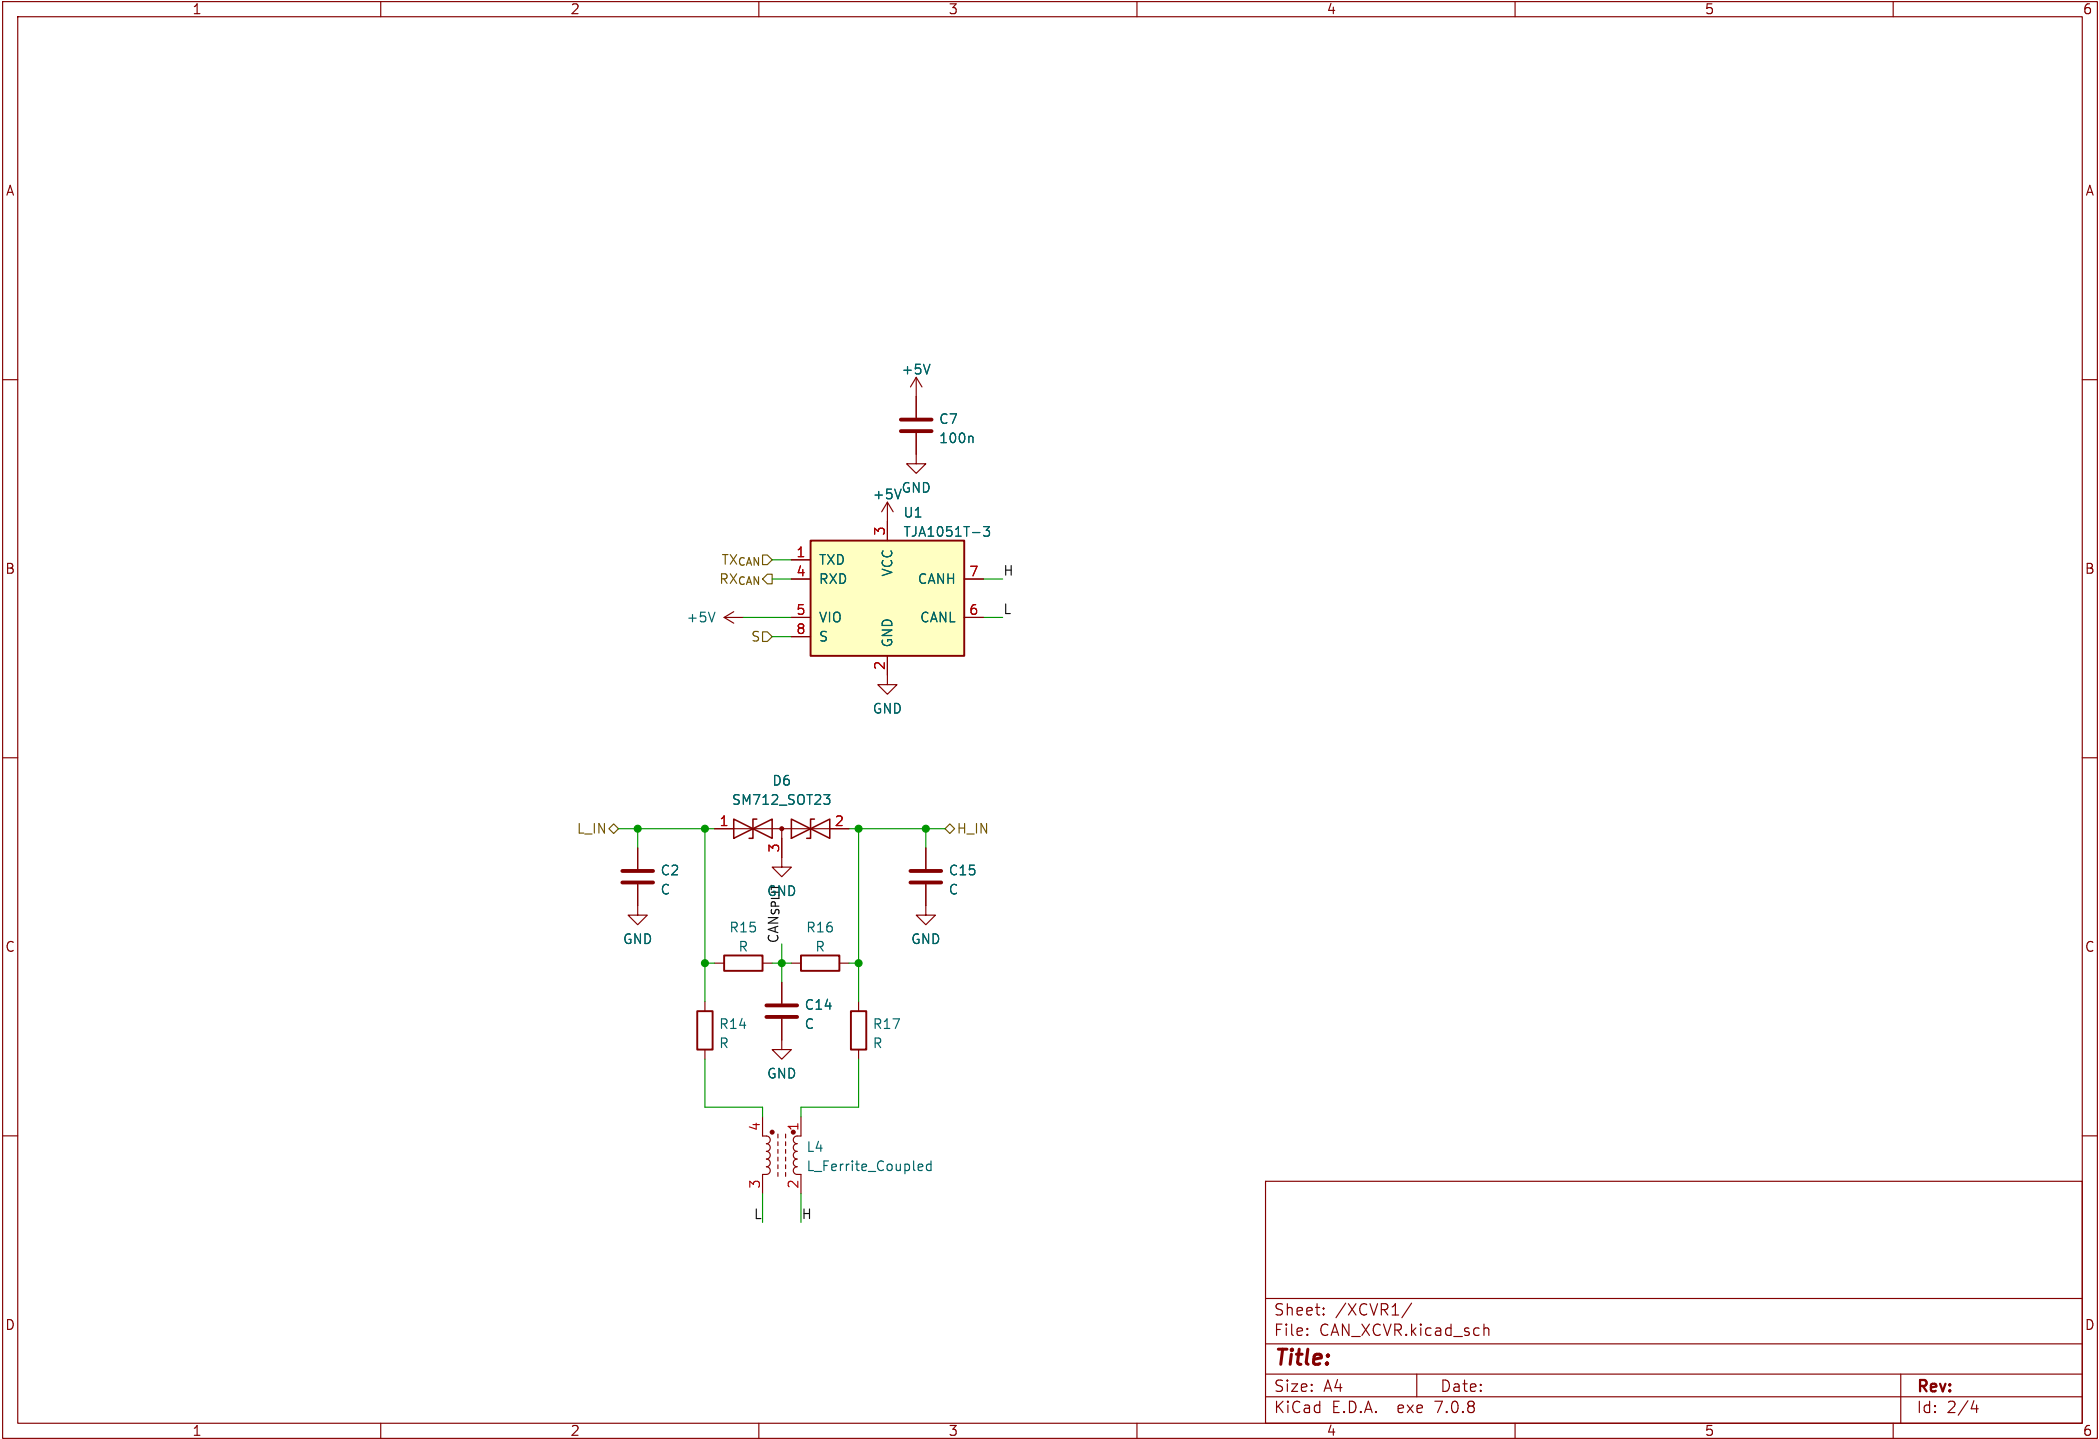 1 2 3 4 5 6
A A
+5V
C7
100n
GND
+5V
U1
TJA1051T-3
3
VCC
TXCAN 1 TXD
RXCAN 4 RXD
B B
CANH 7 H
+5V 5 VIO
CANL 6 L
S 8 S
GND
2
GND
D6
SM712_SOT23
L_IN 1 2 H_IN
3
GND
C2
C
GND
C15
C
GND
CANSPLIT
R15
R
R16
R
C C
C14
C
GND
R14
R
R17
R
4 1
L4
L_Ferrite_Coupled
3 2
L H
D D
Sheet: /XCVR1/
File: CAN_XCVR.kicad_sch
Title:
Size: A4 Date: Rev:
KiCad E.D.A. exe 7.0.8 Id: 2/4
1 2 3 4 5 6